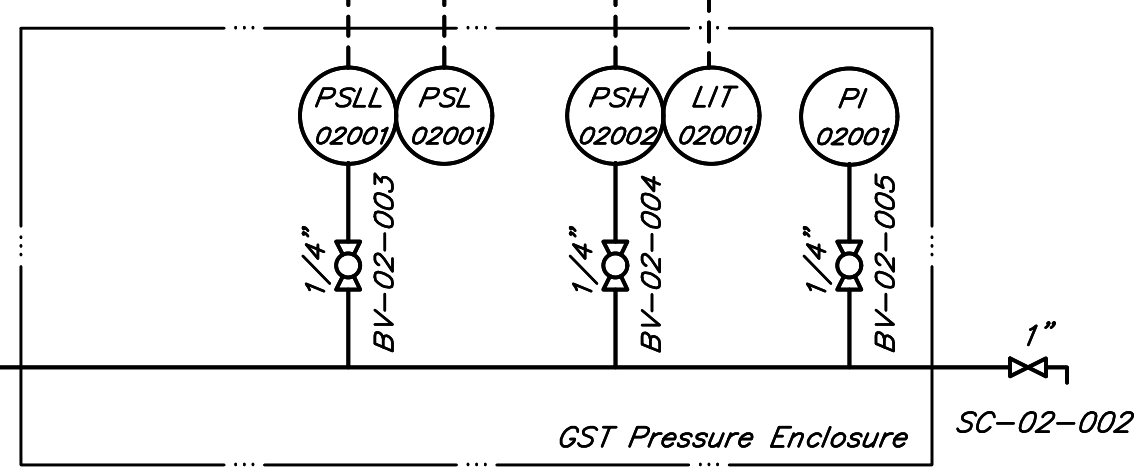 PSLL
02001
PSL
02001
PSH
02002
LIT
02001
PI
02001
1/4"
BV-02-003
1/4"
BV-02-004
1/4"
BV-02-005
1"
SC-02-002
GST Pressure Enclosure